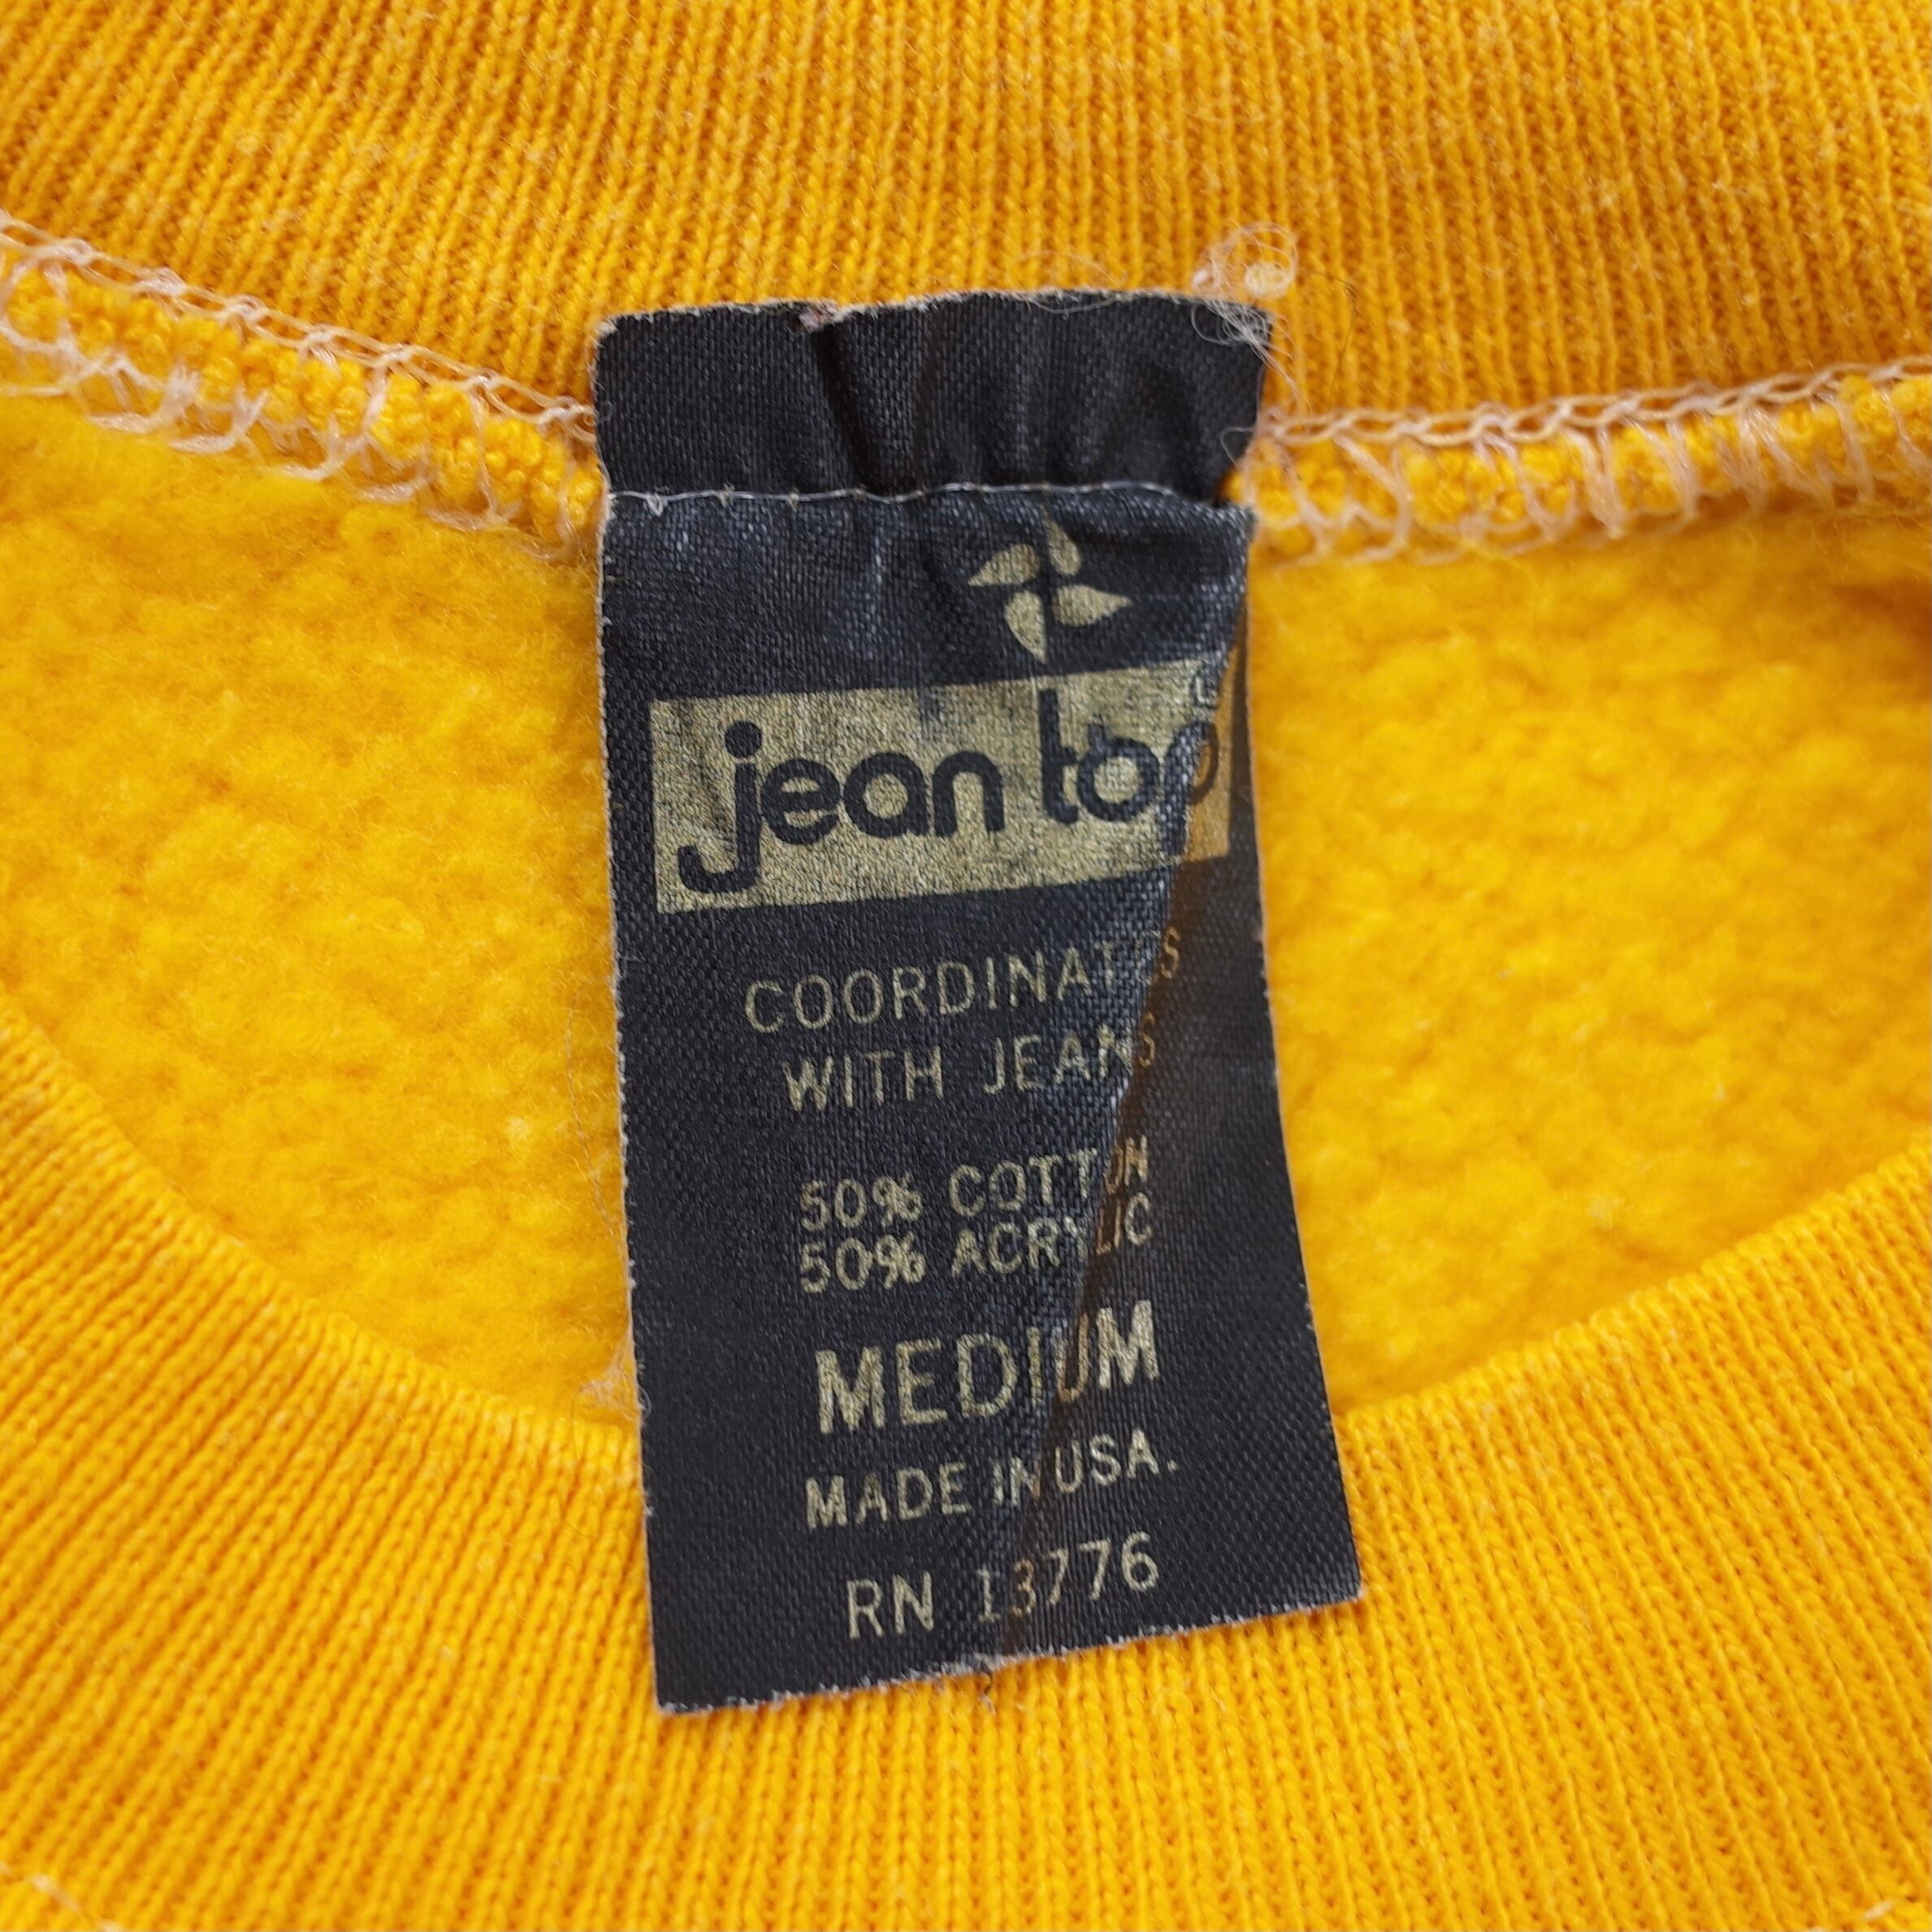 jean top
COORDINATES
WITH JEANS
50% COTTON
50% ACRYLIC
MEDIUM
MADE IN USA.
RN 13776